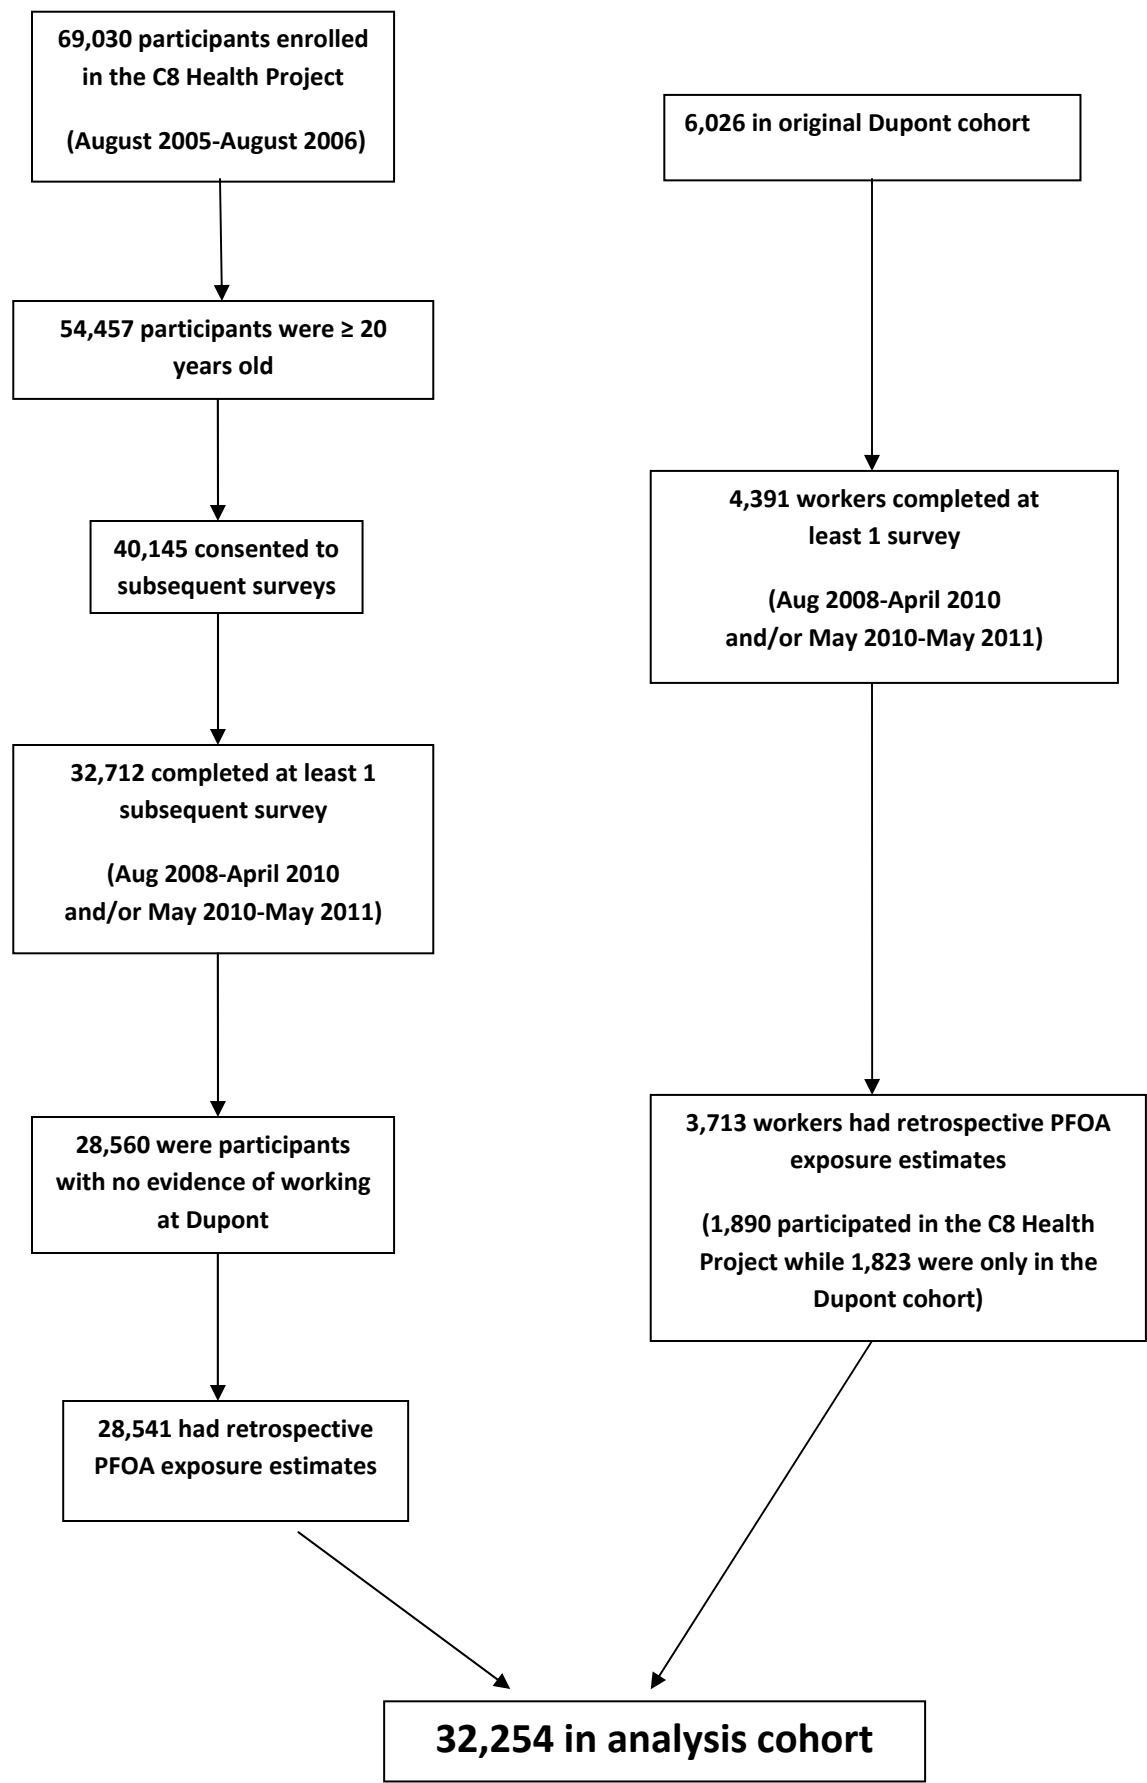 69,030 participants enrolled
in the C8 Health Project
(August 2005-August 2006)
54,457 participants were ≥ 20
years old
40,145 consented to
subsequent surveys
32,712 completed at least 1
subsequent survey
(Aug 2008-April 2010
and/or May 2010-May 2011)
28,560 were participants
with no evidence of working
at Dupont
28,541 had retrospective
PFOA exposure estimates
6,026 in original Dupont cohort
4,391 workers completed at
least 1 survey
(Aug 2008-April 2010
and/or May 2010-May 2011)
3,713 workers had retrospective PFOA
exposure estimates
(1,890 participated in the C8 Health
Project while 1,823 were only in the
Dupont cohort)
32,254 in analysis cohort